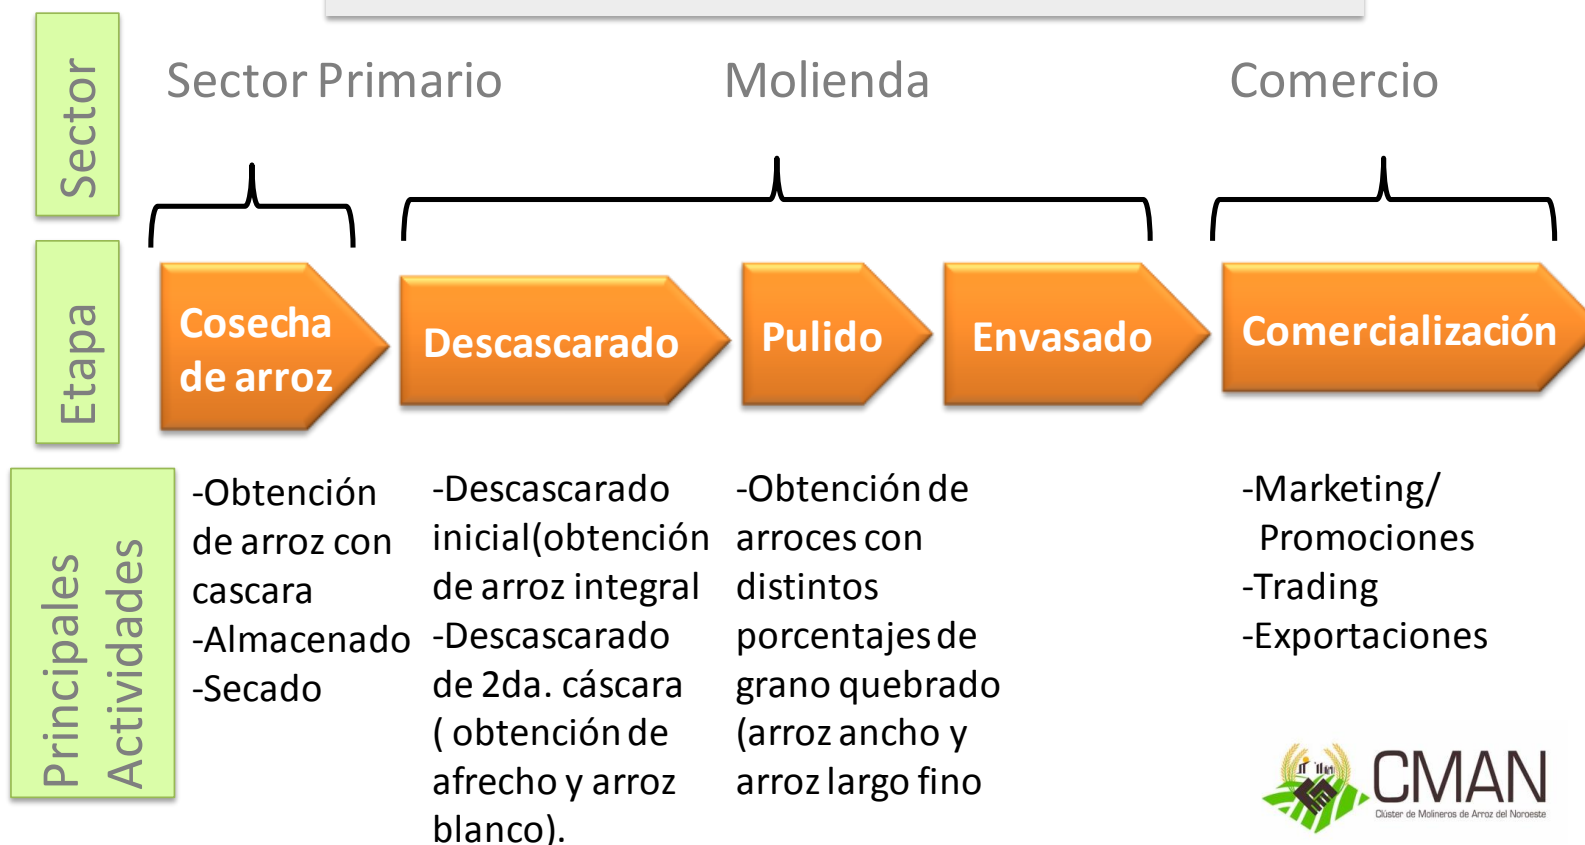 Sector
Sector Primario
Molienda
Comercio
Etapa
Cosecha
de arroz
Descascarado
Pulido
Envasado
Comercialización
Principales
Actividades
-Obtención
de arroz con
cascara
-Almacenado
-Secado
-Descascarado
inicial(obtención
de arroz integral
-Descascarado
de 2da. cáscara
( obtención de
afrecho y arroz
blanco).
-Obtención de
arroces con
distintos
porcentajes de
grano quebrado
(arroz ancho y
arroz largo fino
-Marketing/
Promociones
-Trading
-Exportaciones
CMAN
Clúster de Molineros de Arroz del Noroeste